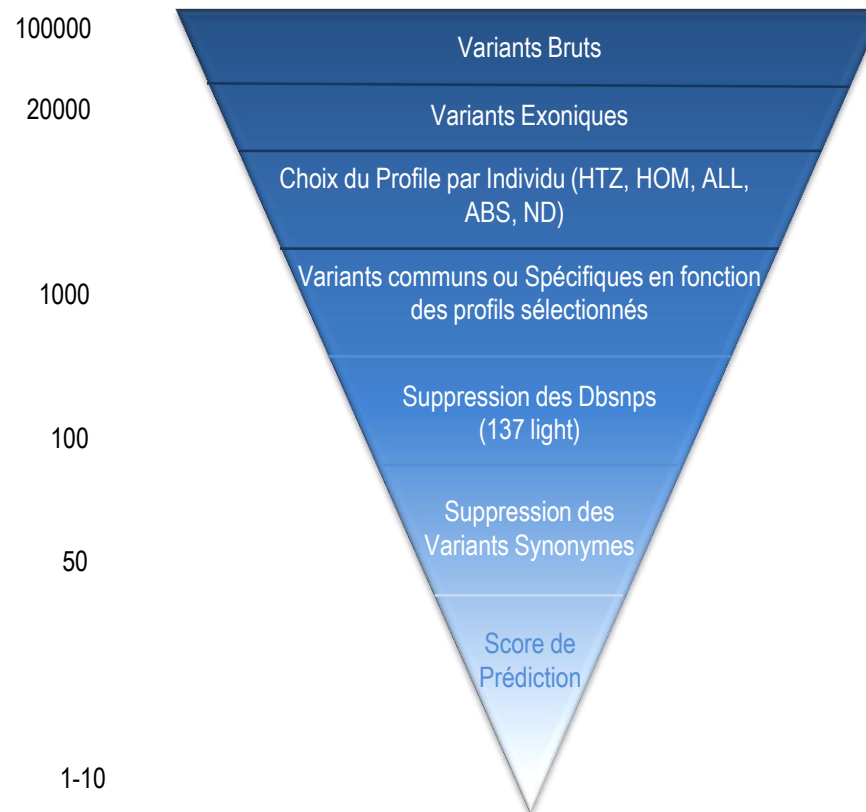 100000
Variants Bruts
20000
Variants Exoniques
Choix du Profile par Individu (HTZ, HOM, ALL,
ABS, ND)
1000
Variants communs ou Spécifiques en fonction
des profils sélectionnés
Suppression des Dbsnps
(137 light)
100
Suppression des
Variants Synonymes
50
Score de
Prédiction
1-10